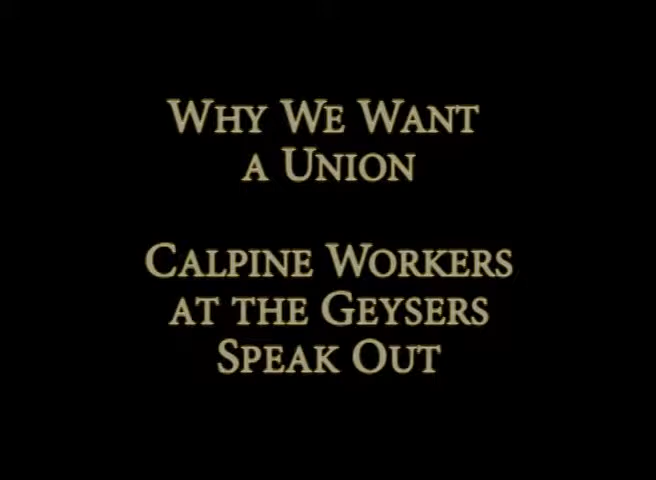 Why We Want
a Union
Calpine Workers
at the Geysers
Speak Out